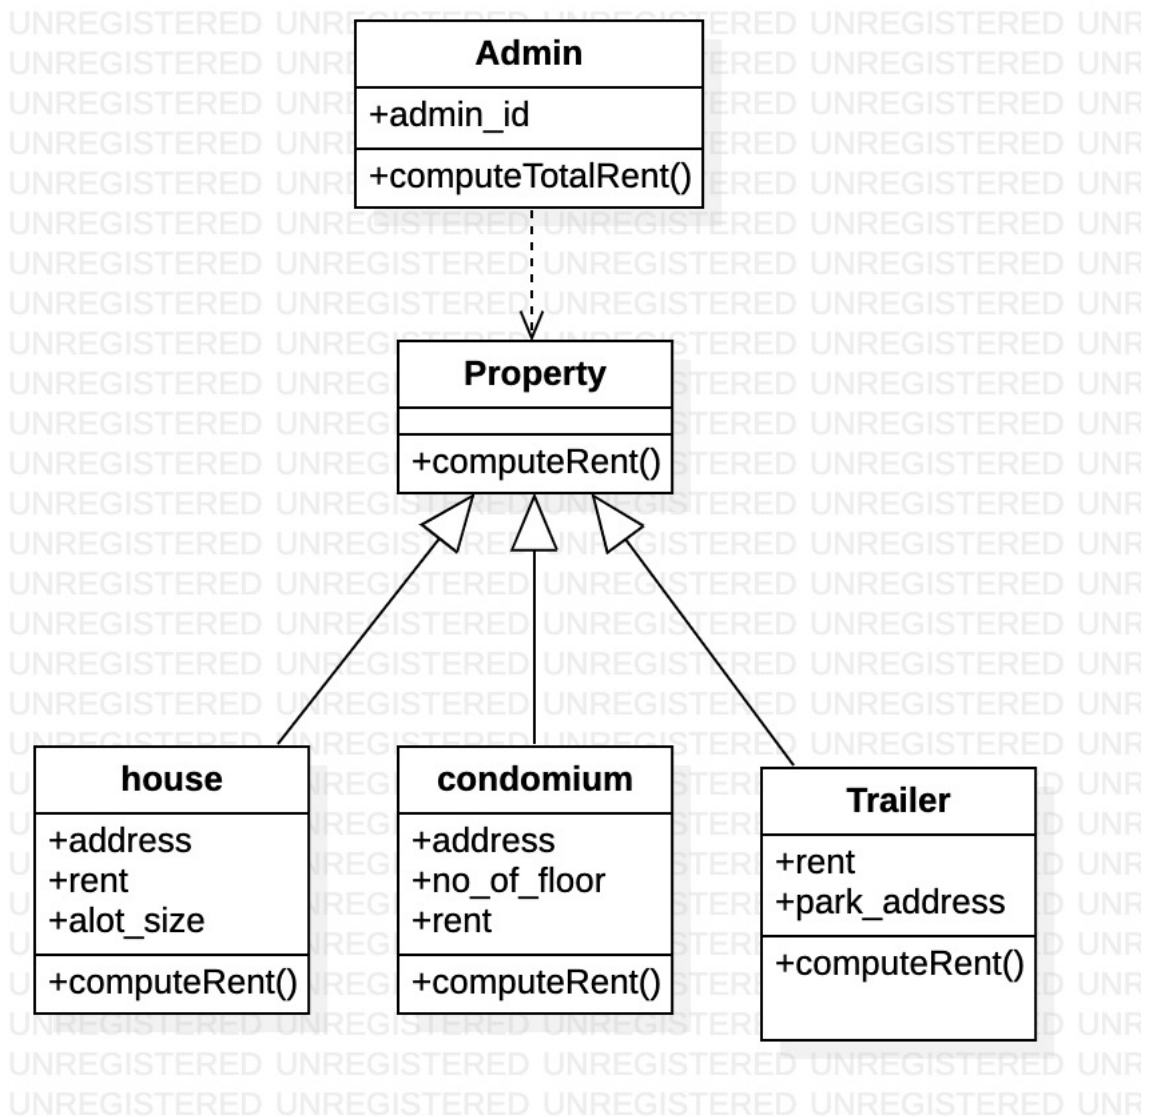 Admin
+admin_id
+computeTotalRent()
Property
+computeRent()
house
+address
+rent
+alot_size
+computeRent()
condomium
+address
+no_of_floor
+rent
+computeRent()
Trailer
+rent
+park_address
+computeRent()
UNREGISTERED